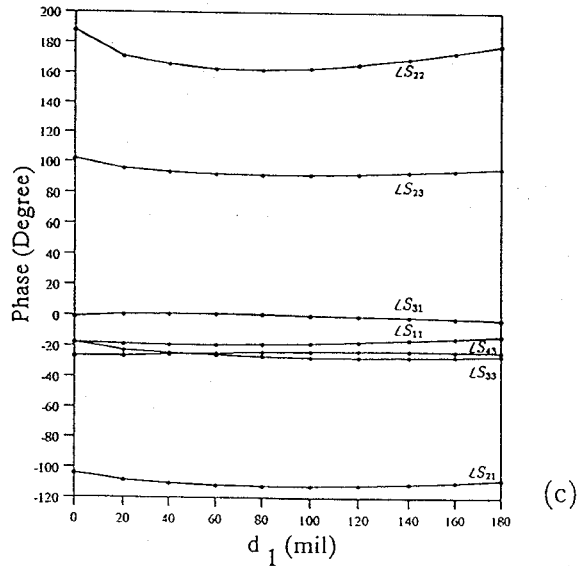 200
180
160
140
120
100
80
60
40
20
0
-20
-40
-60
-80
-100
-120
Phase (Degree)
∠S₂₂
∠S₂₃
∠S₃₁
∠S₁₁
∠S₄₃
∠S₃₃
∠S₂₁
0 20 40 60 80 100 120 140 160 180
d₁ (mil)
(c)